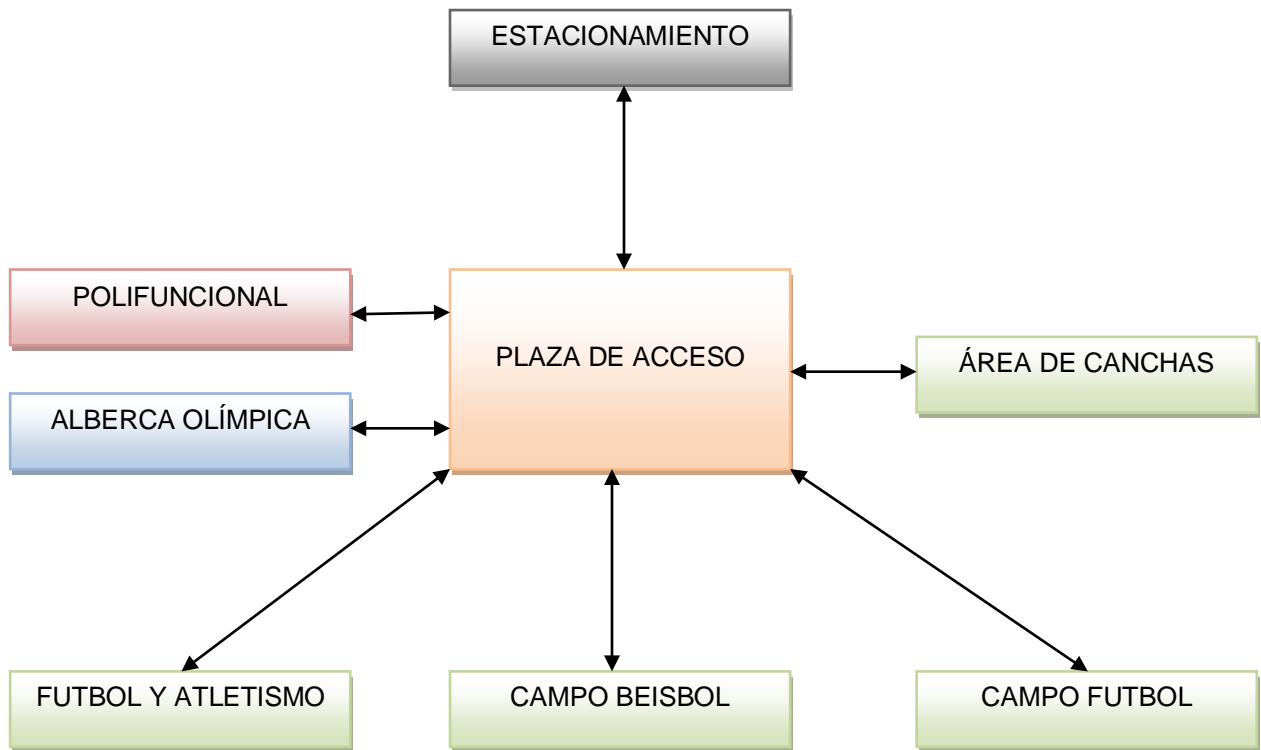 ESTACIONAMIENTO
POLIFUNCIONAL
PLAZA DE ACCESO
ÁREA DE CANCHAS
ALBERCA OLÍMPICA
FUTBOL Y ATLETISMO
CAMPO BEISBOL
CAMPO FUTBOL